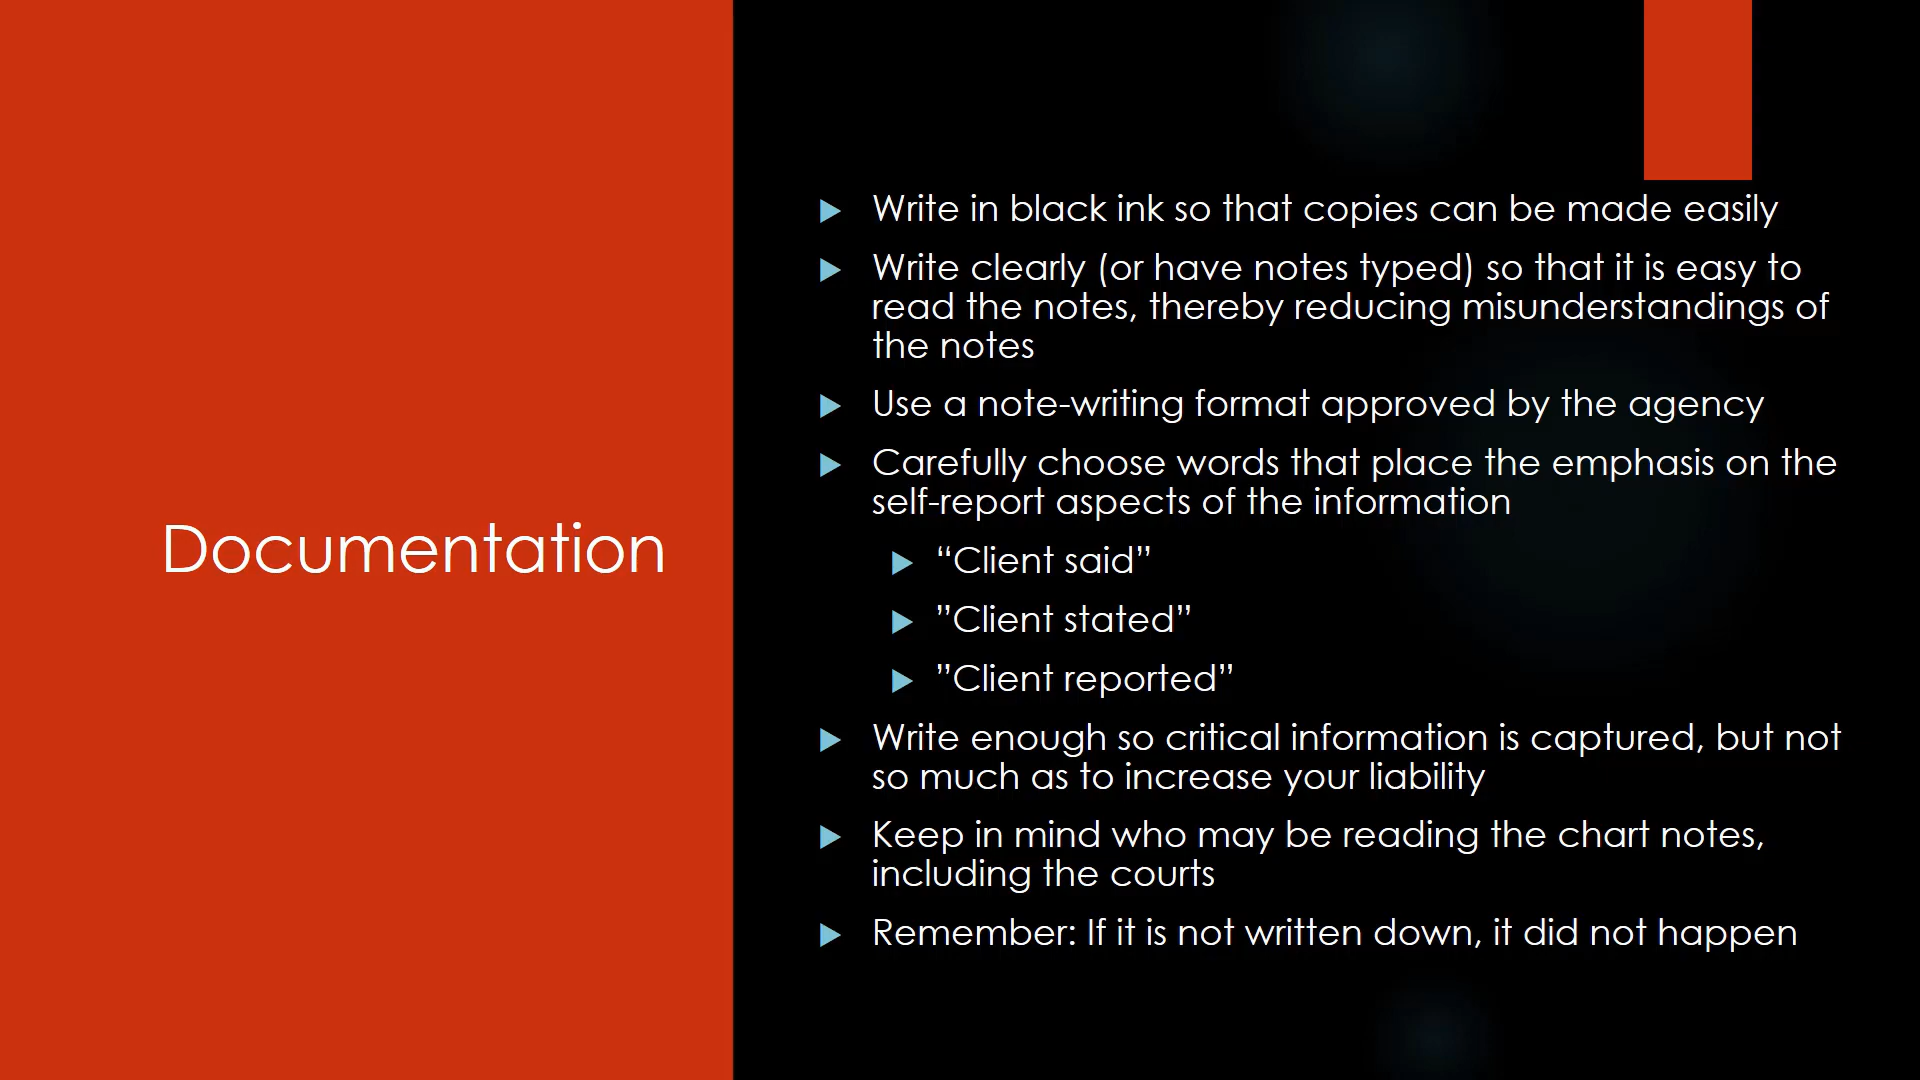 Documentation
Write in black ink so that copies can be made easily
Write clearly (or have notes typed) so that it is easy to
read the notes, thereby reducing misunderstandings of
the notes
Use a note-writing format approved by the agency
Carefully choose words that place the emphasis on the
self-report aspects of the information
“Client said”
”Client stated”
”Client reported”
Write enough so critical information is captured, but not
so much as to increase your liability
Keep in mind who may be reading the chart notes,
including the courts
Remember: If it is not written down, it did not happen